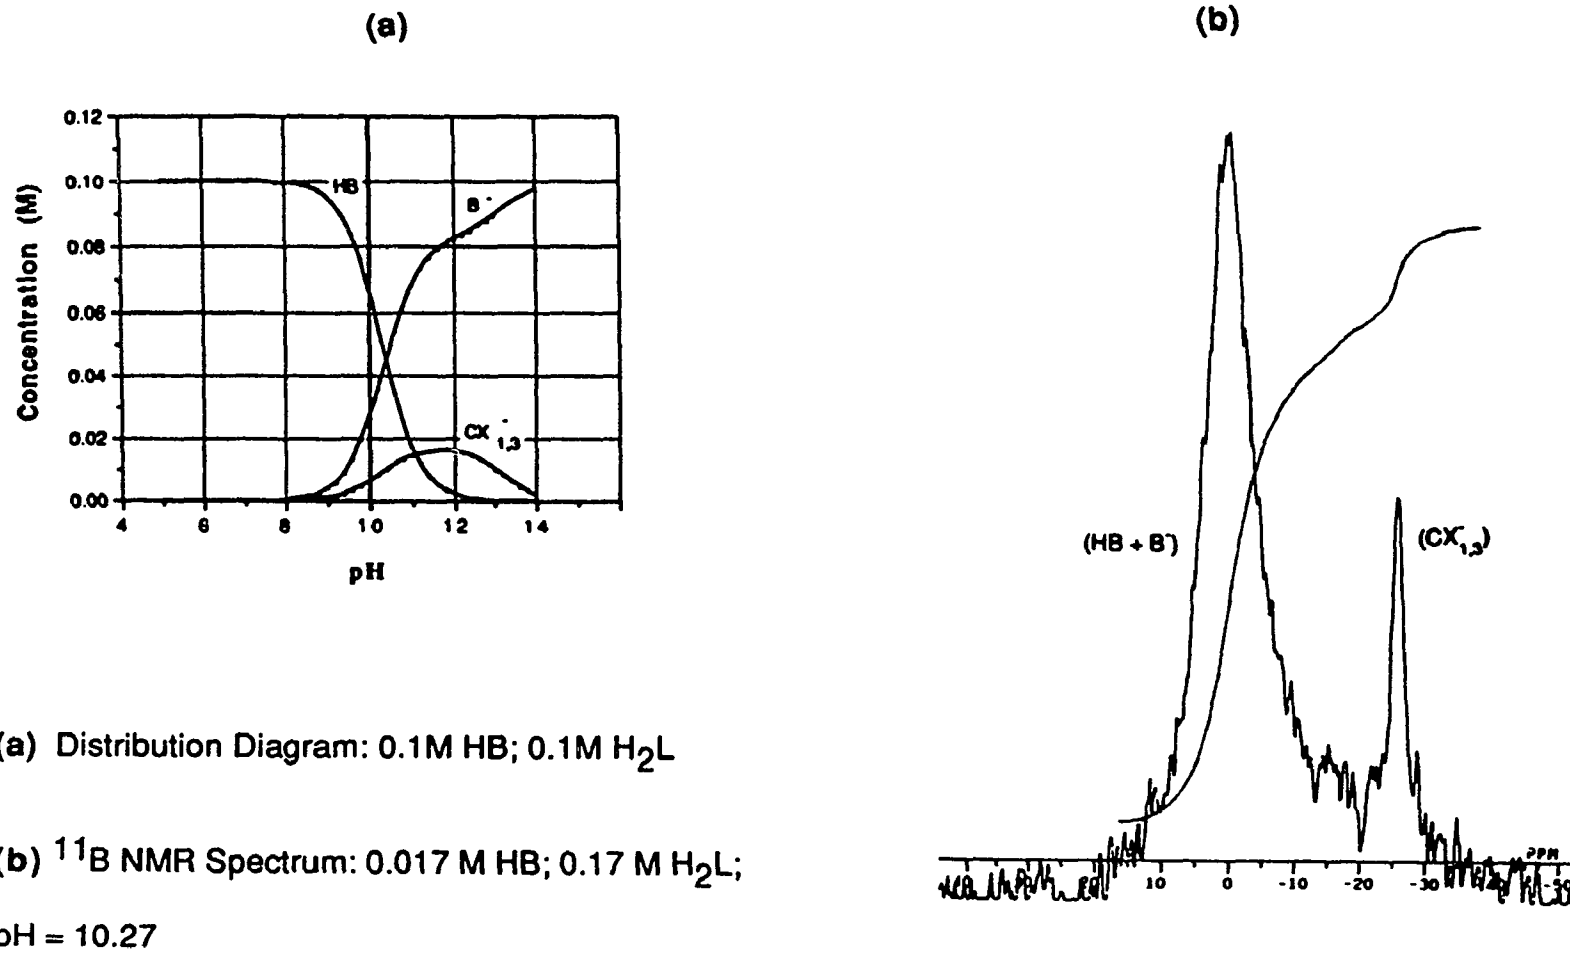 (a)
(b)
0.12
0.10
0.08
0.06
0.04
0.02
0.00
Concentration (M)
HB
B⁻
CX⁻1,3
4 6 8 10 12 14
pH
(HB + B⁻)
(CX⁻1,3)
PPM
10 0 -10 -20 -30 -50
(a) Distribution Diagram: 0.1M HB; 0.1M H₂L
(b) ¹¹B NMR Spectrum: 0.017 M HB; 0.17 M H₂L;
pH = 10.27